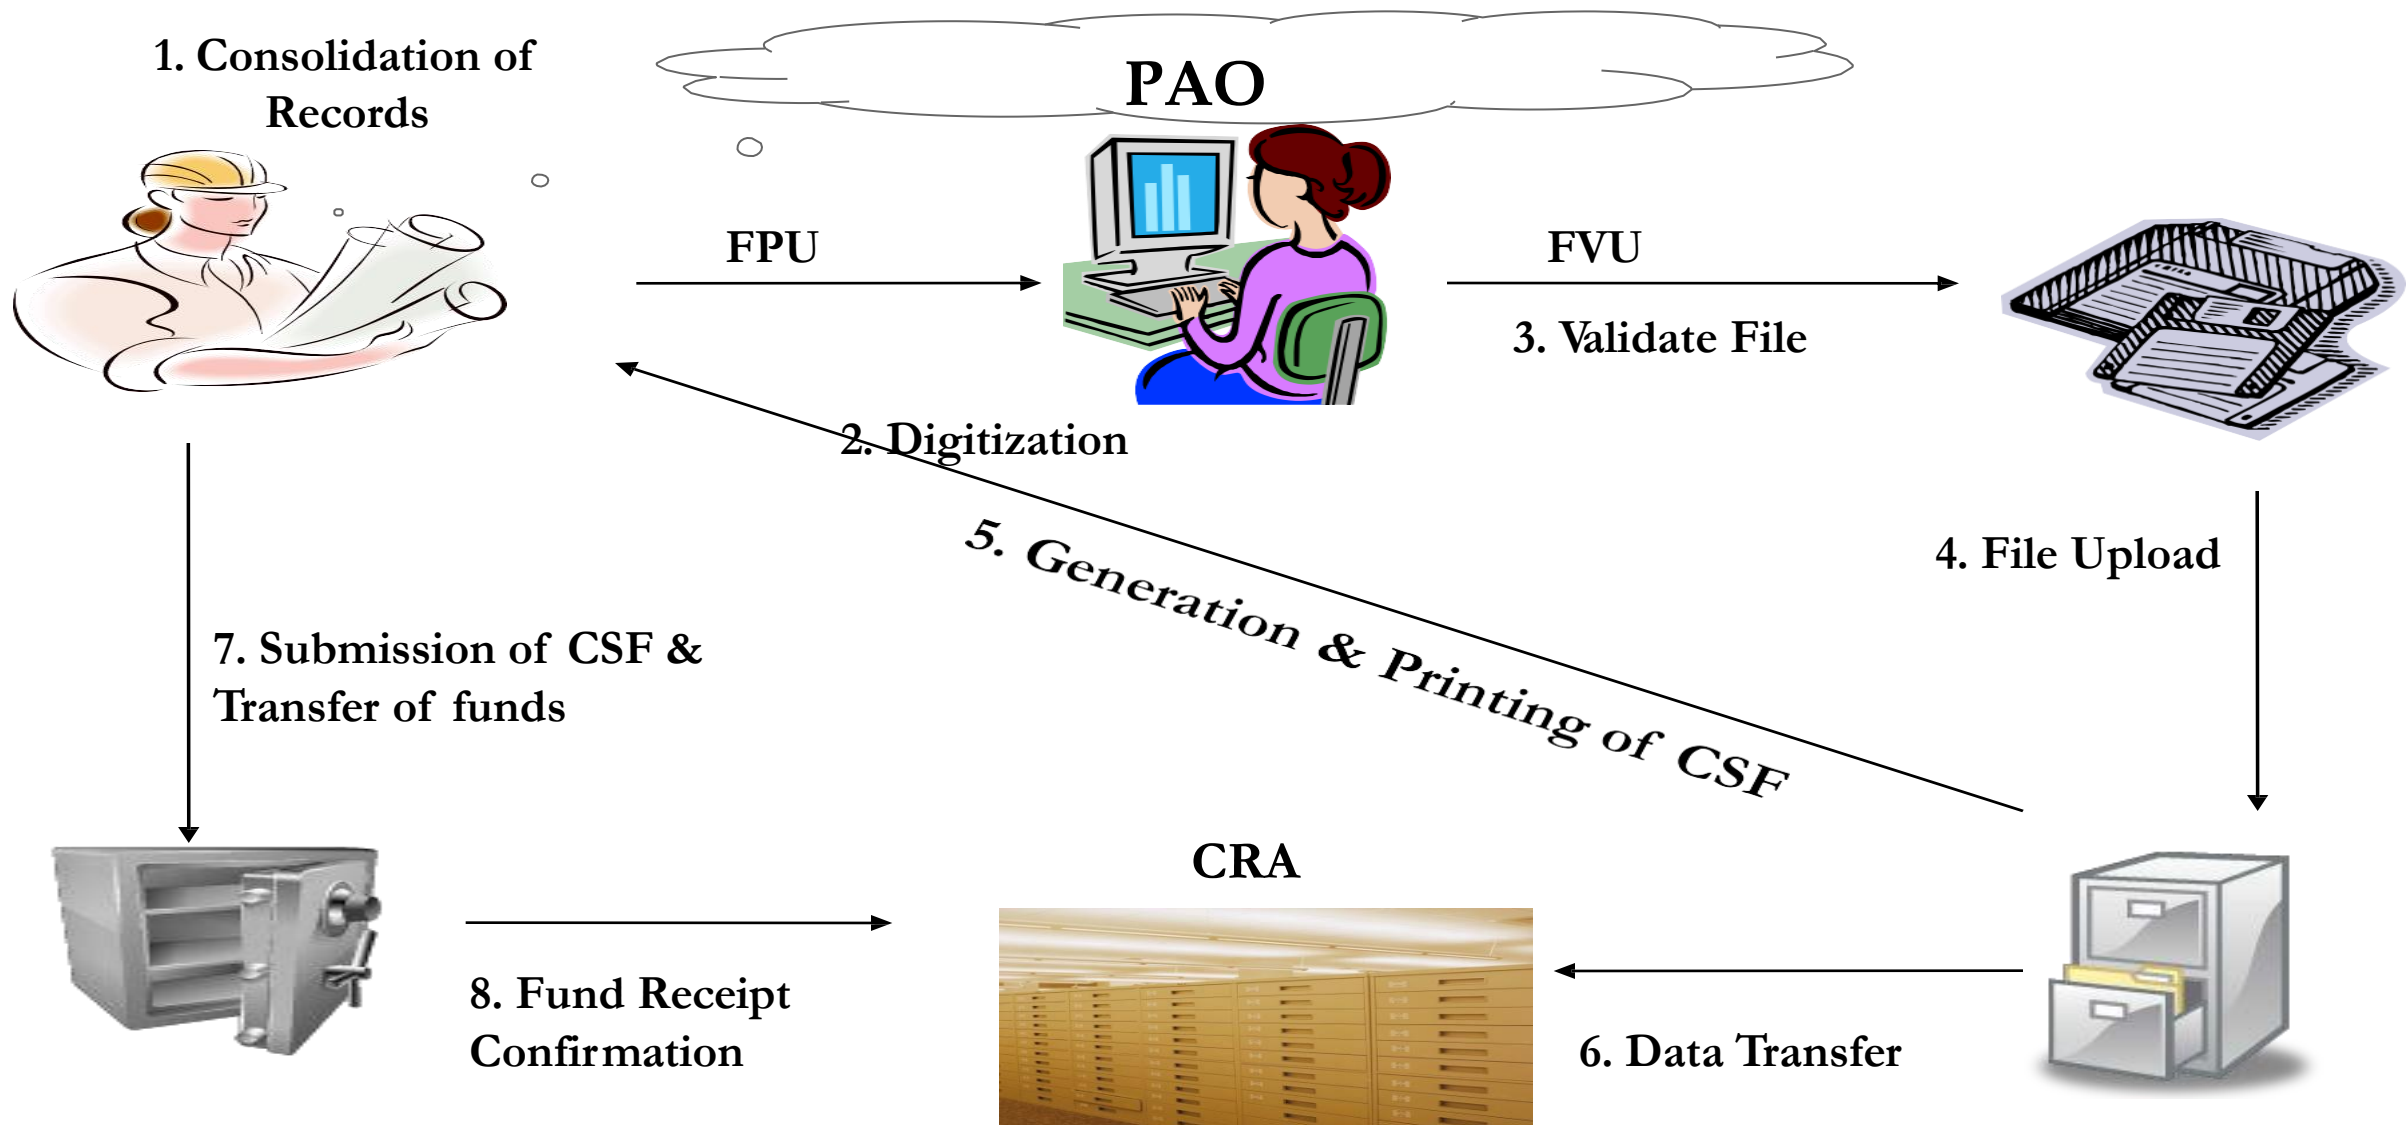 1. Consolidation of
Records
PAO
FPU
FVU
3. Validate File
2. Digitization
5. Generation & Printing of CSF
4. File Upload
7. Submission of CSF &
Transfer of funds
CRA
8. Fund Receipt
Confirmation
6. Data Transfer